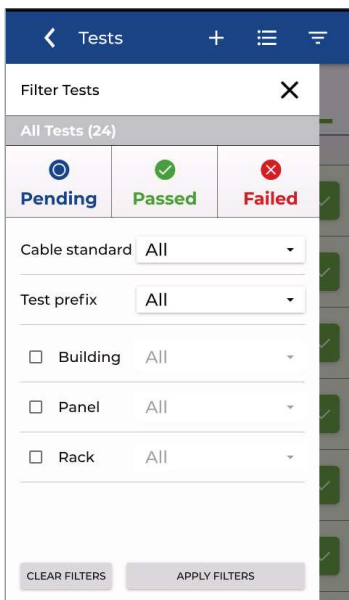 Tests
Filter Tests
All Tests (24)
Pending Passed Failed
Cable standard All
Test prefix All
Building All
Panel All
Rack All
CLEAR FILTERS APPLY FILTERS